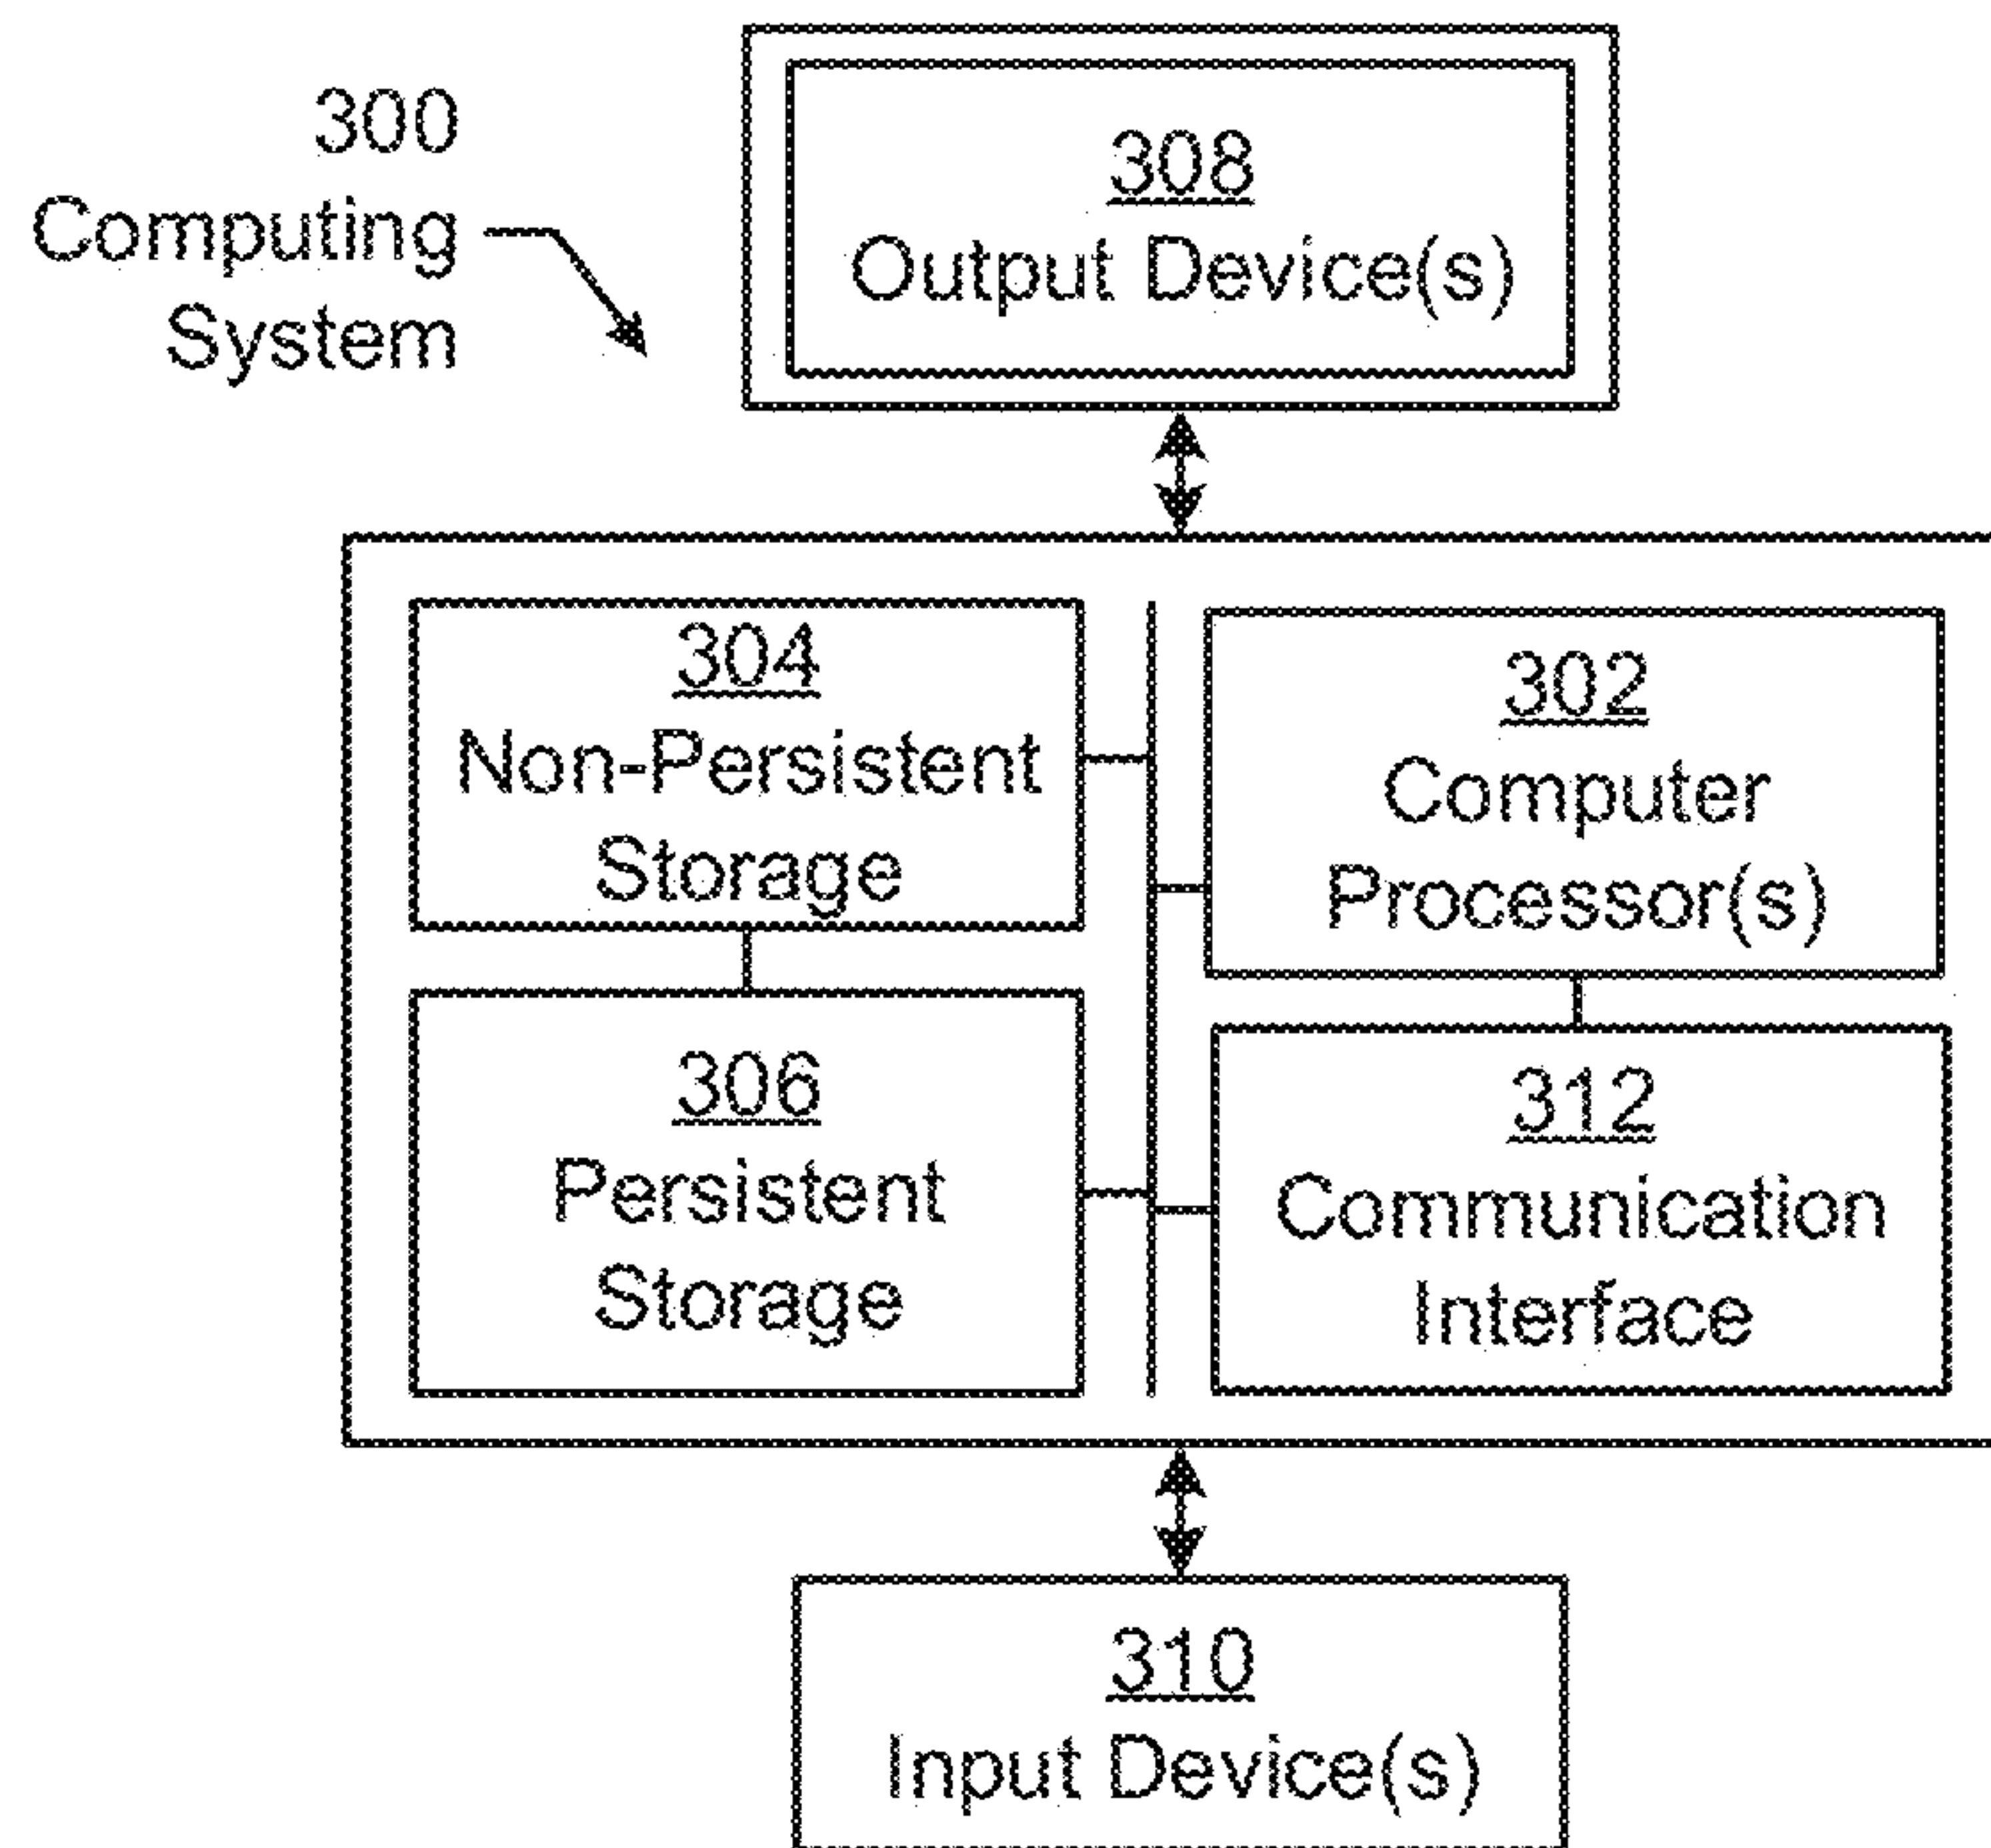 300
Computing
System
308
Output Device(s)
304
Non-Persistent
Storage
302
Computer
Processor(s)
306
Persistent
Storage
312
Communication
Interface
310
Input Device(s)